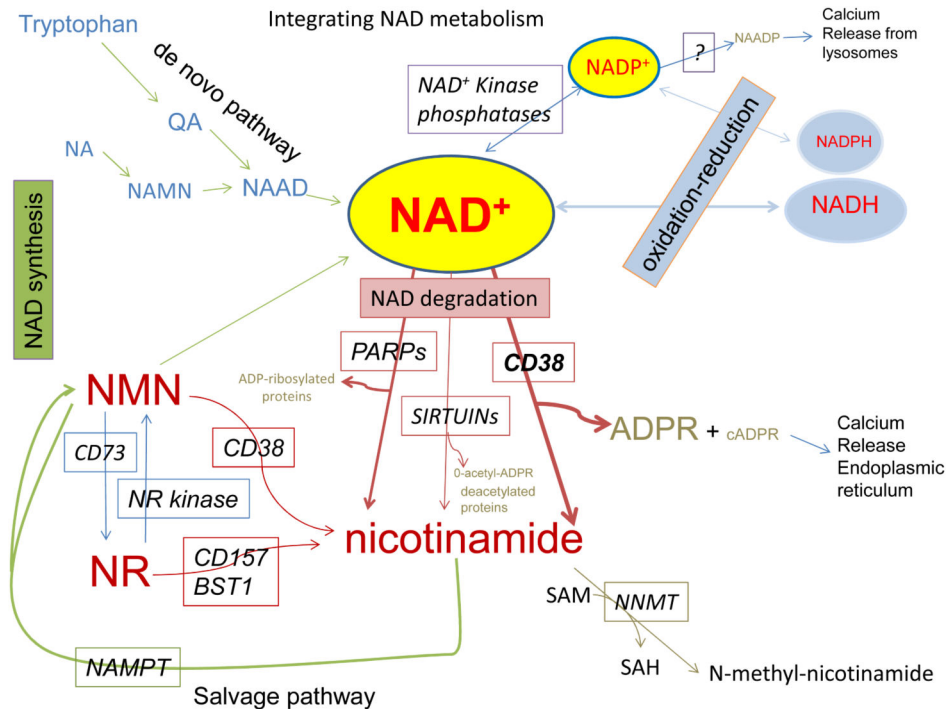 Integrating NAD metabolism
Tryptophan
de novo pathway
QA
NA
NAMN
NAAD
NAD synthesis
NAD⁺ Kinase
phosphatases
NADP⁺
?
NAADP
Calcium
Release from
lysosomes
NADPH
NADH
oxidation-reduction
NAD⁺
NAD degradation
PARPs
ADP-ribosylated
proteins
SIRTUINs
0-acetyl-ADPR
deacetylated
proteins
CD38
ADPR + cADPR
Calcium
Release
Endoplasmic
reticulum
NMN
CD73
NR kinase
CD38
NR
CD157
BST1
nicotinamide
SAM
NNMT
SAH
N-methyl-nicotinamide
NAMPT
Salvage pathway